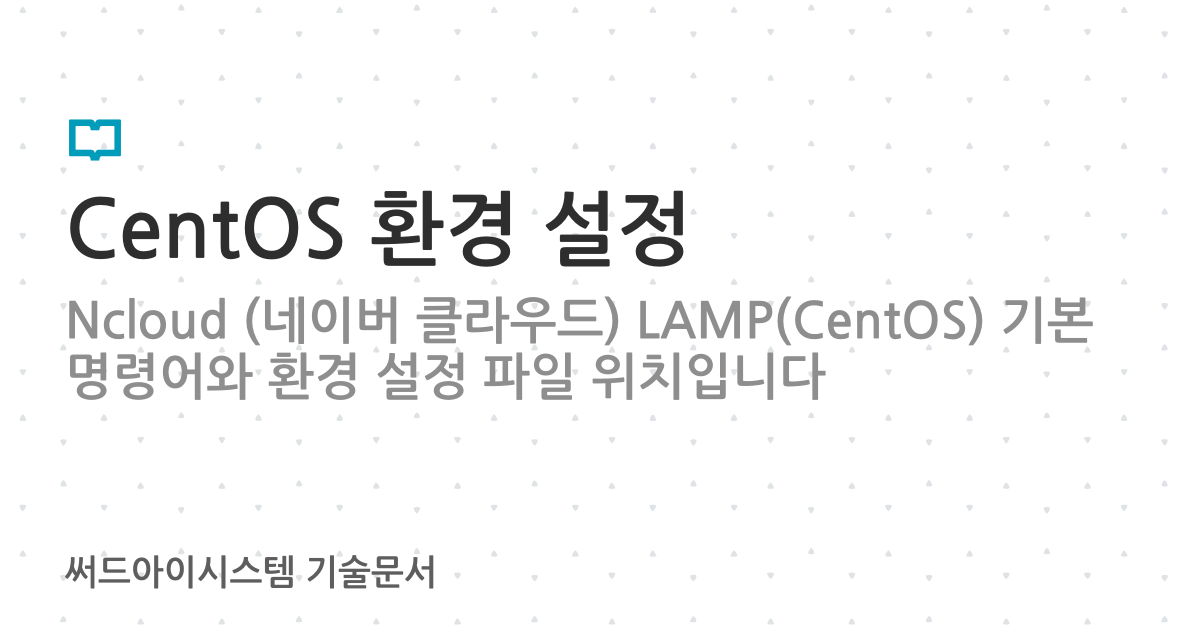 CentOS 환경 설정
Ncloud (네이버 클라우드) LAMP(CentOS) 기본
명령어와 환경 설정 파일 위치입니다
써드아이시스템 기술문서